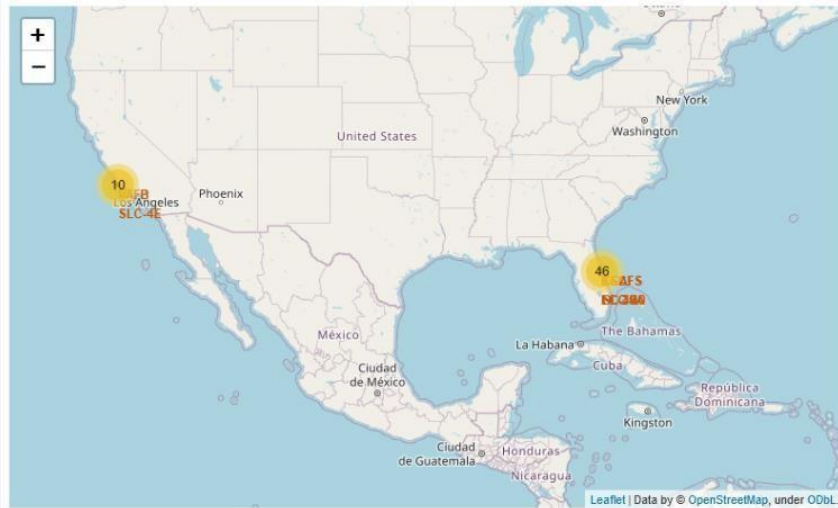 +
−
Ottawa
New York
Washington
United States
10
Phoenix
Los Angeles
SLC-4E
46
The Bahamas
México
La Habana
Cuba
Ciudad
de México
República
Dominicana
Kingston
Ciudad
de Guatemala
Honduras
Nicaragua
Leaflet | Data by © OpenStreetMap, under ODbL.